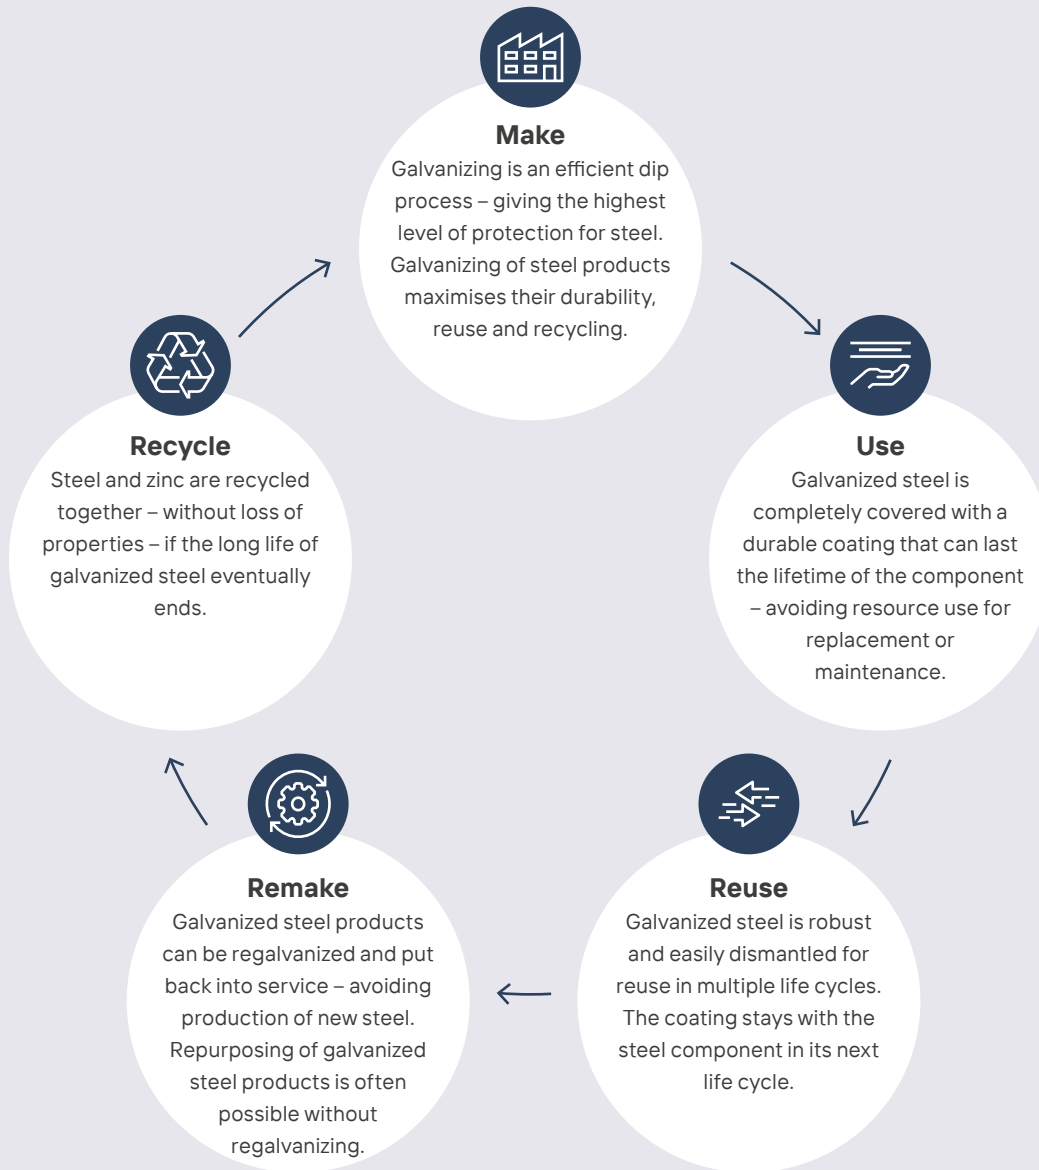 Make
Galvanizing is an efficient dip
process – giving the highest
level of protection for steel.
Galvanizing of steel products
maximises their durability,
reuse and recycling.
Use
Galvanized steel is
completely covered with a
durable coating that can last
the lifetime of the component
– avoiding resource use for
replacement or
maintenance.
Reuse
Galvanized steel is robust
and easily dismantled for
reuse in multiple life cycles.
The coating stays with the
steel component in its next
life cycle.
Remake
Galvanized steel products
can be regalvanized and put
back into service – avoiding
production of new steel.
Repurposing of galvanized
steel products is often
possible without
regalvanizing.
Recycle
Steel and zinc are recycled
together – without loss of
properties – if the long life of
galvanized steel eventually
ends.